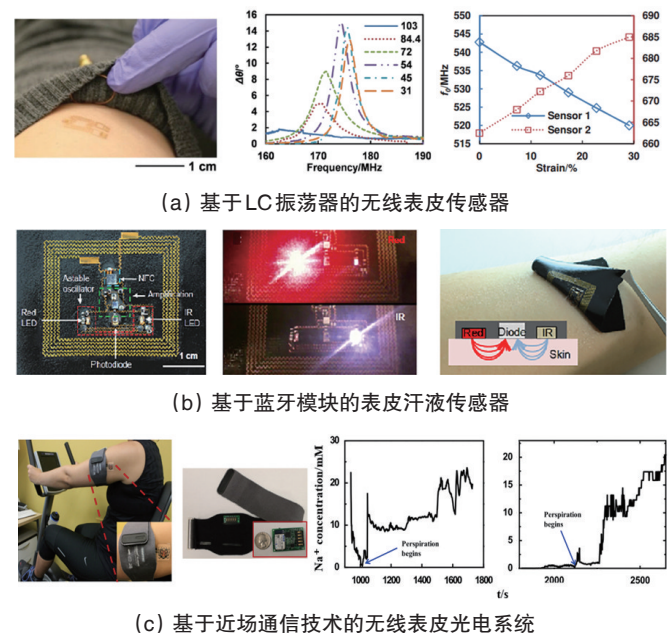 1 cm
Δθ/°
16
14
12
10
8
6
4
2
0
103
84.4
72
54
45
31
160 170 180 190
Frequency/MHz
f₀/MHz
550
545
540
535
530
525
520
515
690
685
680
675
670
665
660
Sensor 1
Sensor 2
0 10 20 30
Strain/%
(a) 基于LC振荡器的无线表皮传感器
Astable
oscillator
NFC
Amplification
Red
LED
IR
LED
Photodiode
1 cm
Red
IR
Red Diode IR
Skin
(b) 基于蓝牙模块的表皮汗液传感器
Na⁺ concentration/mM
30
20
10
0
Perspiration
begins
1000 1200 1400 1600 1800
20
15
10
5
0
Perspiration
begins
2000 2500
t/s
(c) 基于近场通信技术的无线表皮光电系统